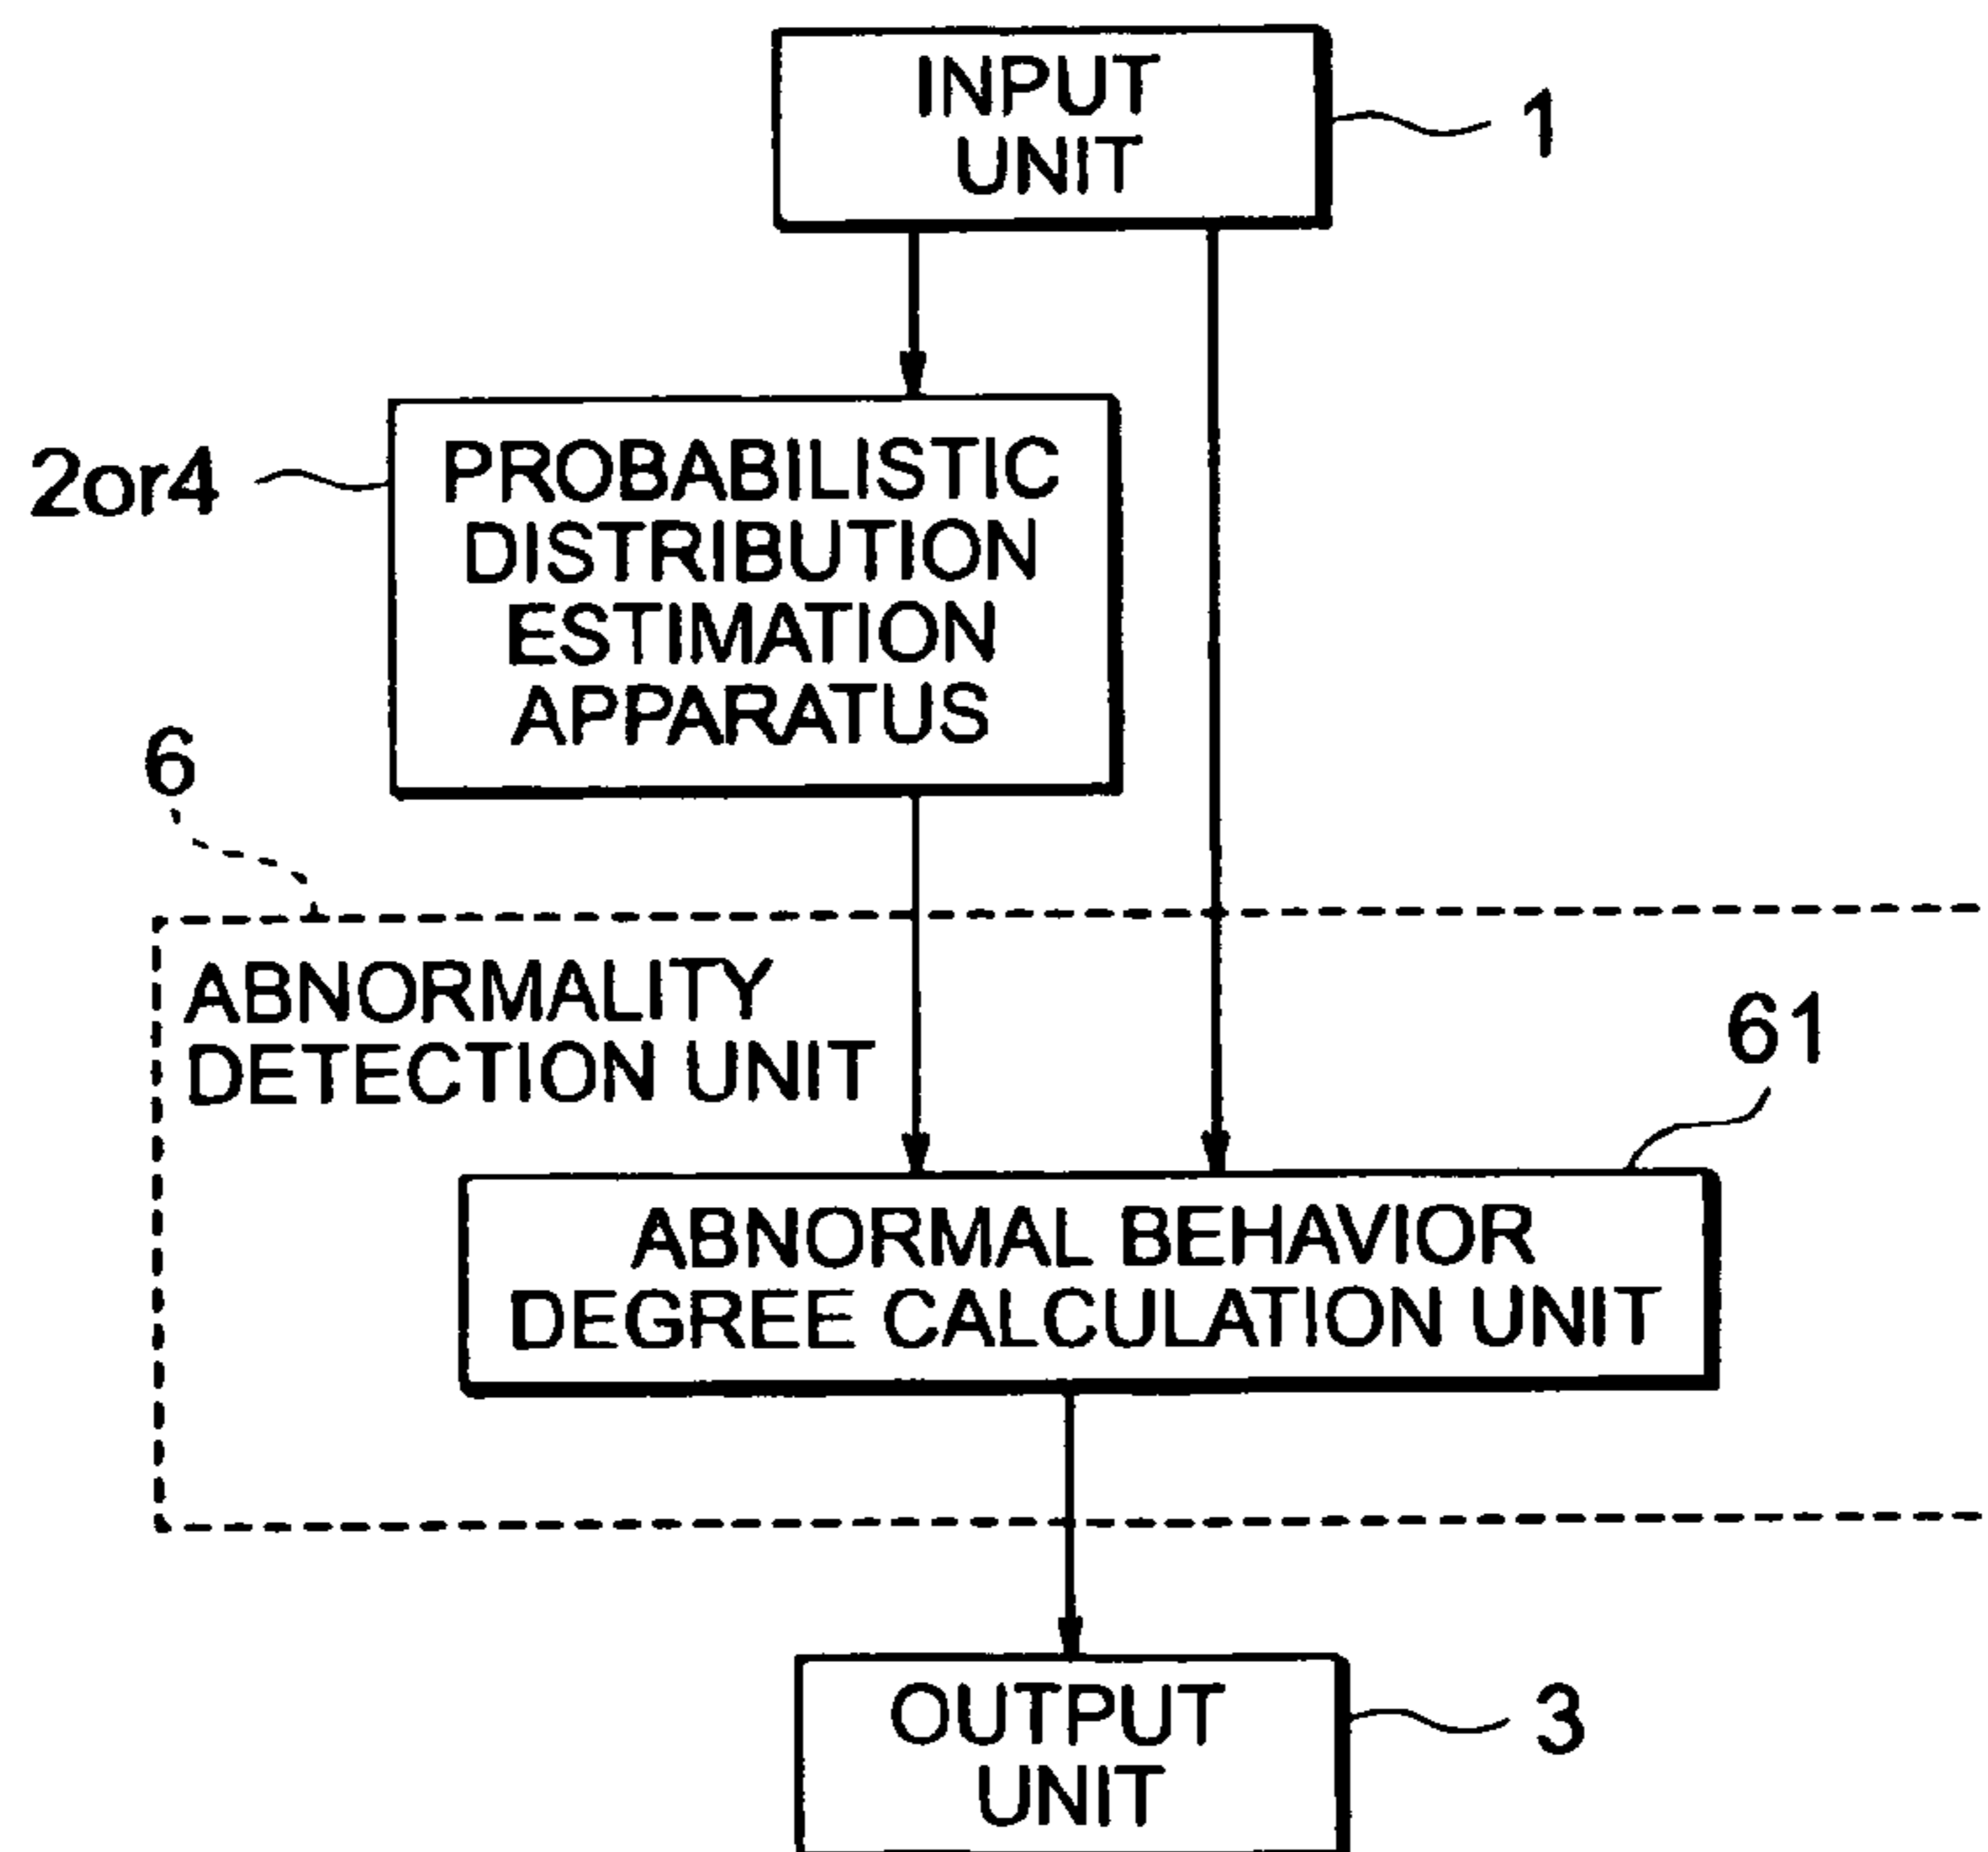 INPUT
UNIT
1
2or4
PROBABILISTIC
DISTRIBUTION
ESTIMATION
APPARATUS
6
ABNORMALITY
DETECTION UNIT
61
ABNORMAL BEHAVIOR
DEGREE CALCULATION UNIT
OUTPUT
UNIT
3